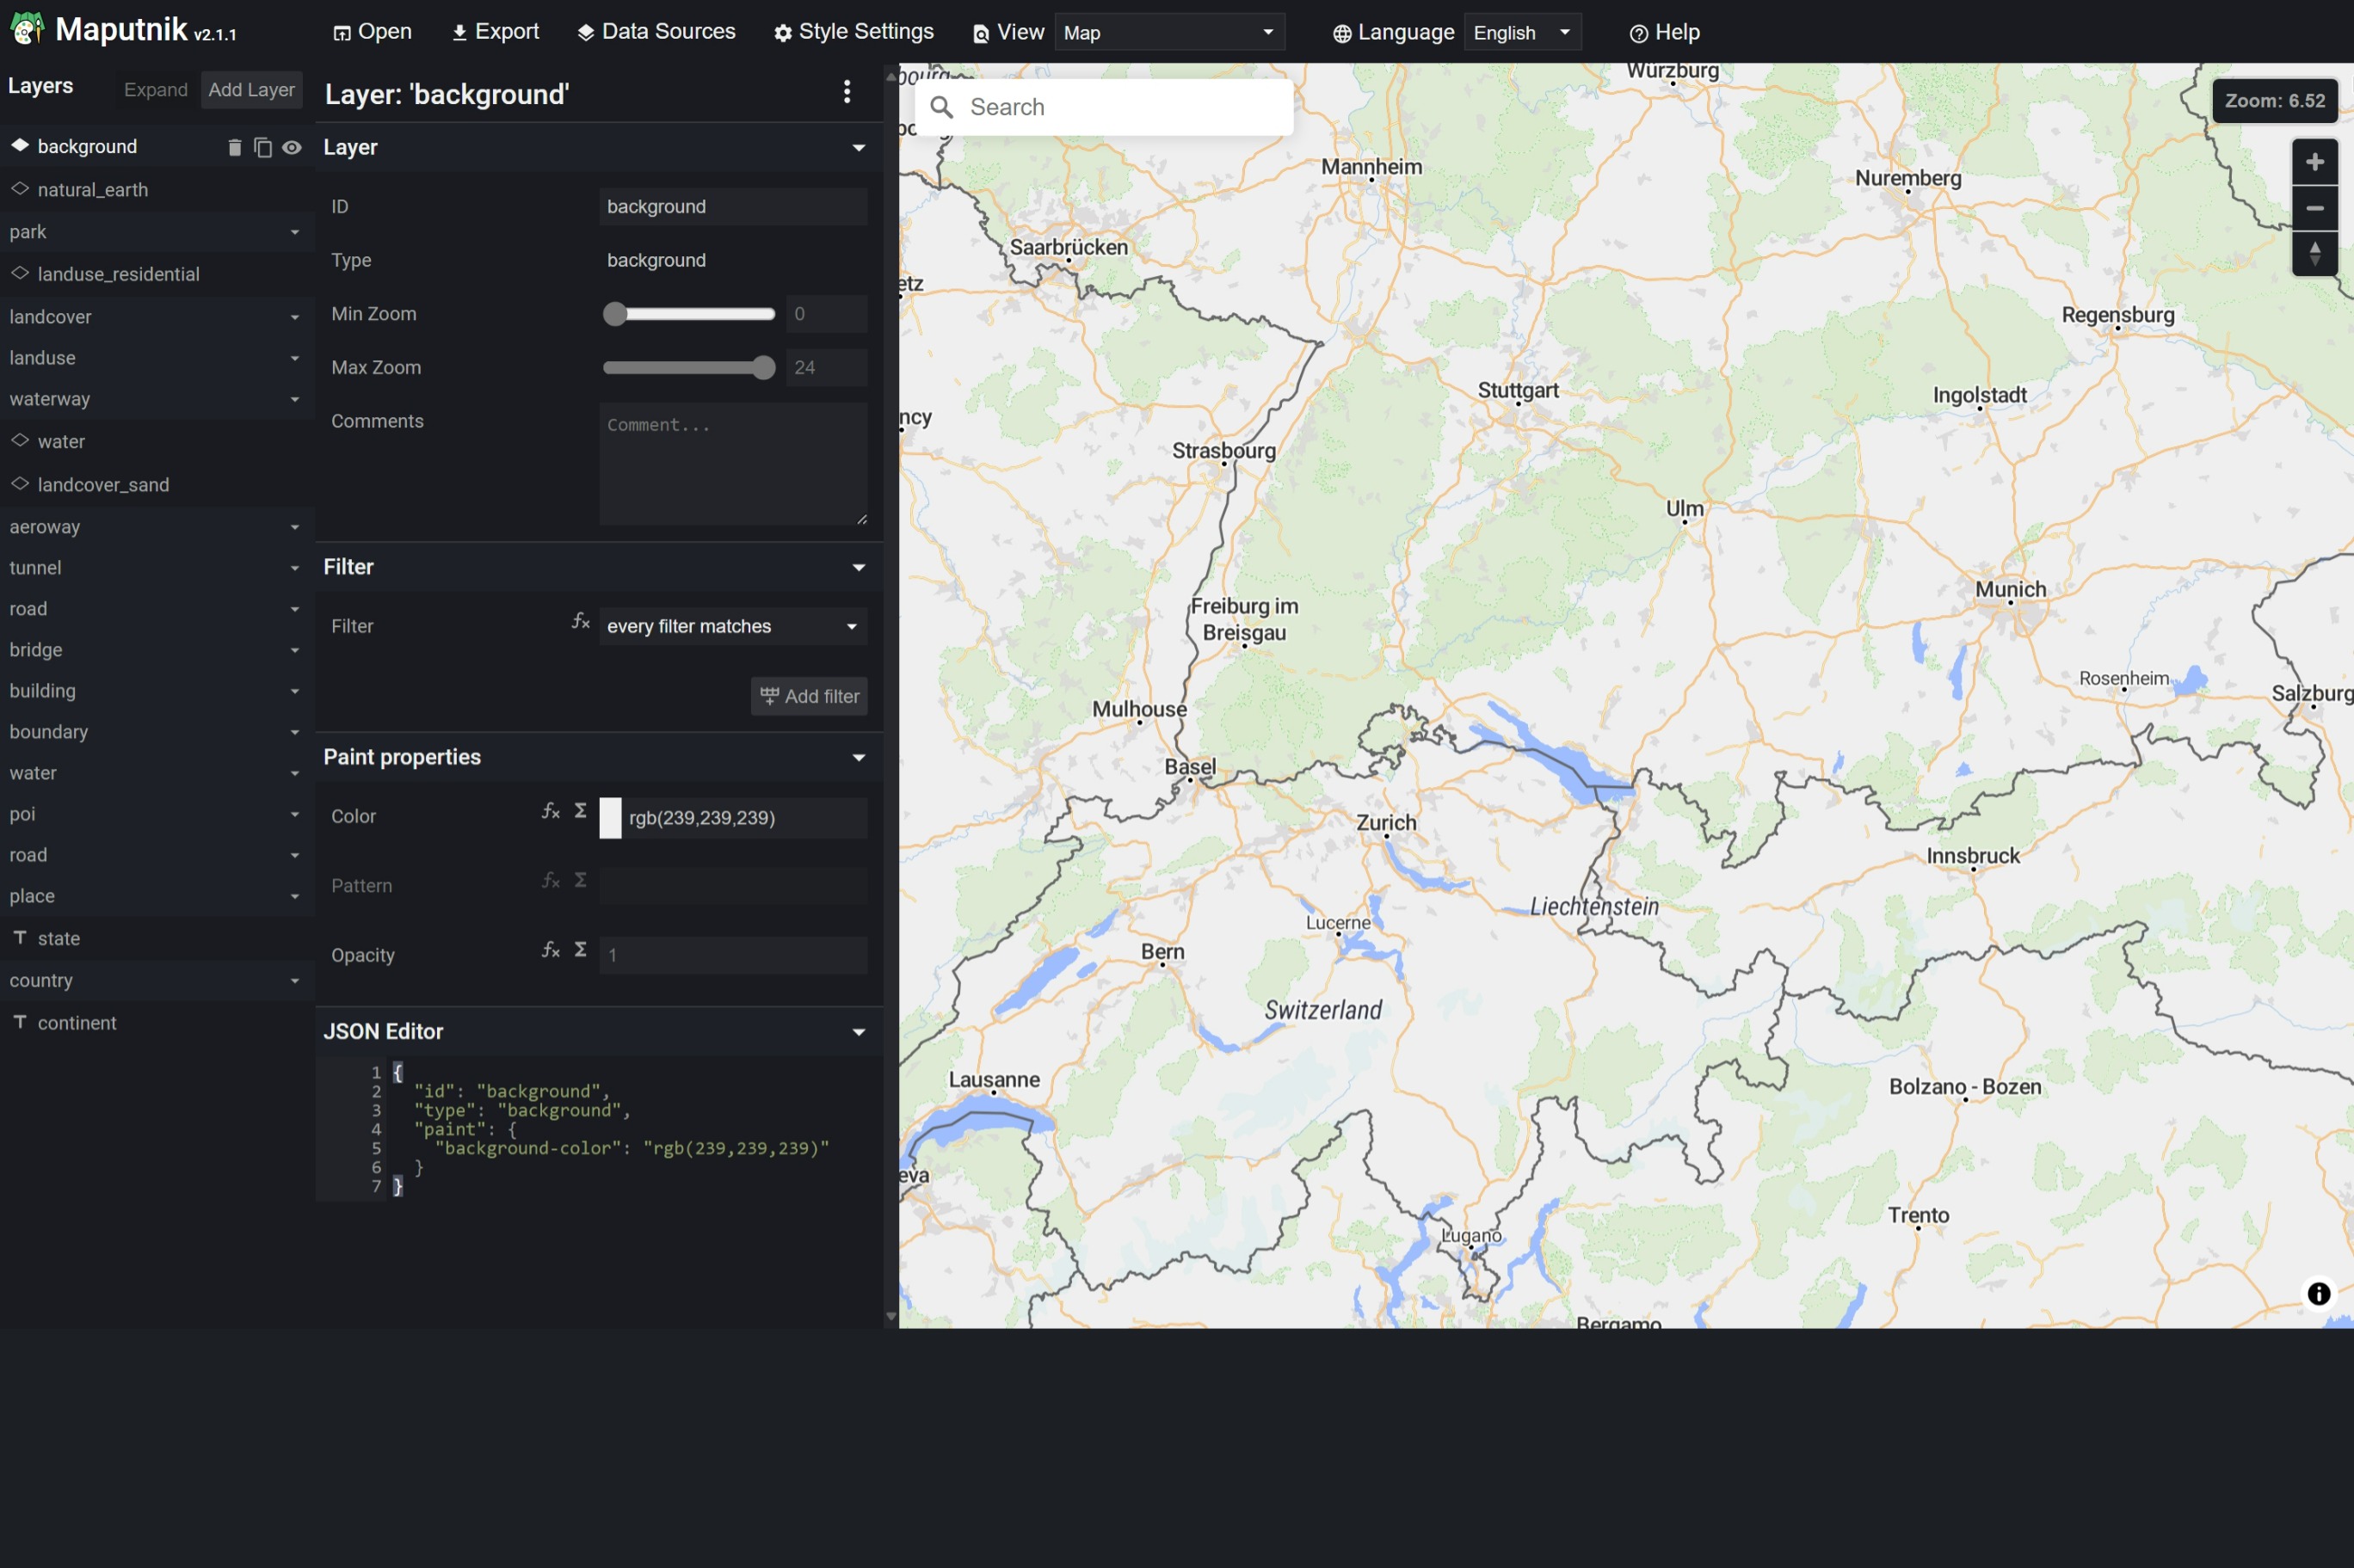 Maputnik v2.1.1
Open
Export
Data Sources
Style Settings
View
Map
Language
English
Help
Layers
Expand
Add Layer
background
natural_earth
park
landuse_residential
landcover
landuse
waterway
water
landcover_sand
aeroway
tunnel
road
bridge
building
boundary
water
poi
road
place
state
country
continent
Layer: 'background'
Layer
ID
background
Type
background
Min Zoom
0
Max Zoom
24
Comments
Comment...
Filter
Filter
every filter matches
Add filter
Paint properties
Color
rgb(239,239,239)
Pattern
Opacity
1
JSON Editor
1 {
2 "id": "background",
3 "type": "background",
4 "paint": {
5 "background-color": "rgb(239,239,239)"
6 }
7 }
Search
Zoom: 6.52
Würzburg
Mannheim
Nuremberg
Saarbrücken
etz
Regensburg
Stuttgart
Ingolstadt
ncy
Strasbourg
Ulm
Munich
Freiburg im
Breisgau
Rosenheim
Salzburg
Mulhouse
Basel
Zurich
Innsbruck
Liechtenstein
Lucerne
Bern
Switzerland
Lausanne
Bolzano - Bozen
eva
Trento
Lugano
Bergamo